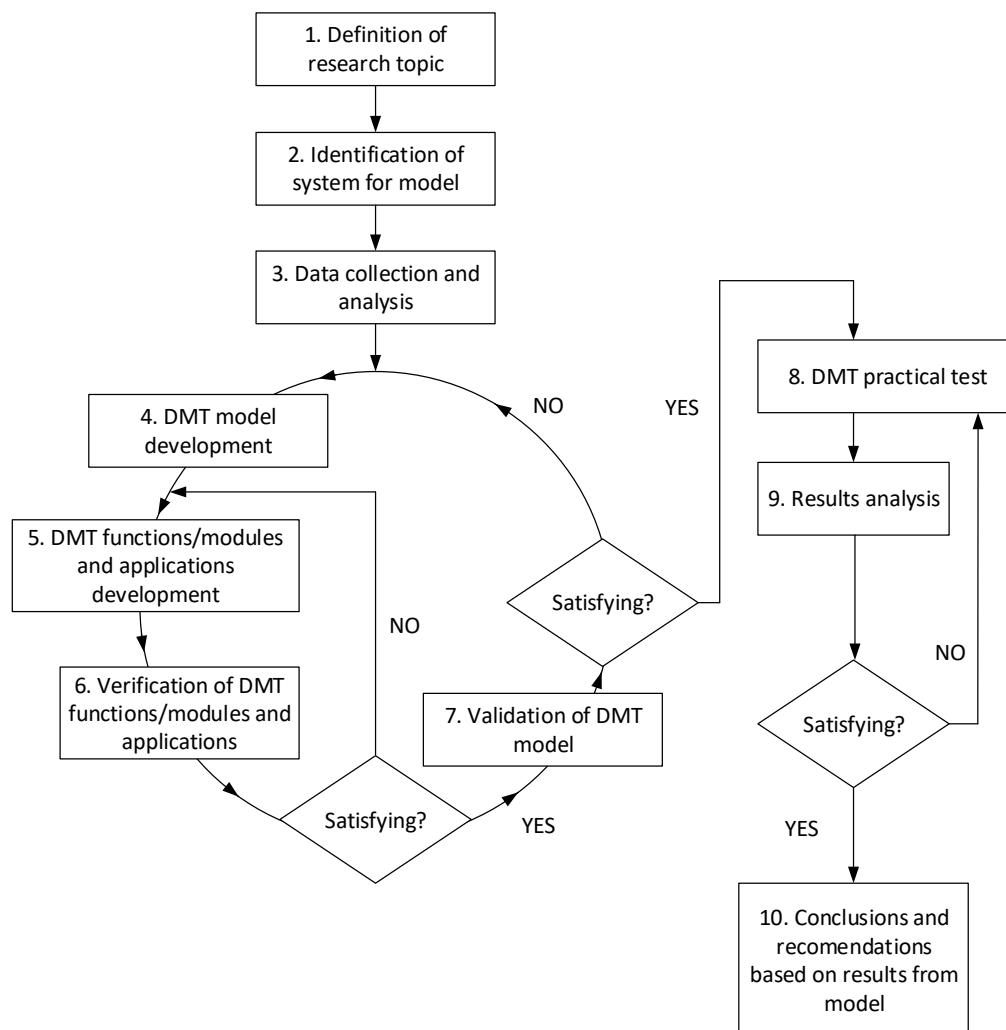 1. Definition of
research topic
2. Identification of
system for model
3. Data collection and
analysis
NO
YES
4. DMT model
development
8. DMT practical test
9. Results analysis
5. DMT functions/modules
and applications
development
Satisfying?
NO
NO
6. Verification of DMT
functions/modules and
applications
7. Validation of DMT
model
Satisfying?
Satisfying?
YES
YES
10. Conclusions and
recomendations
based on results from
model